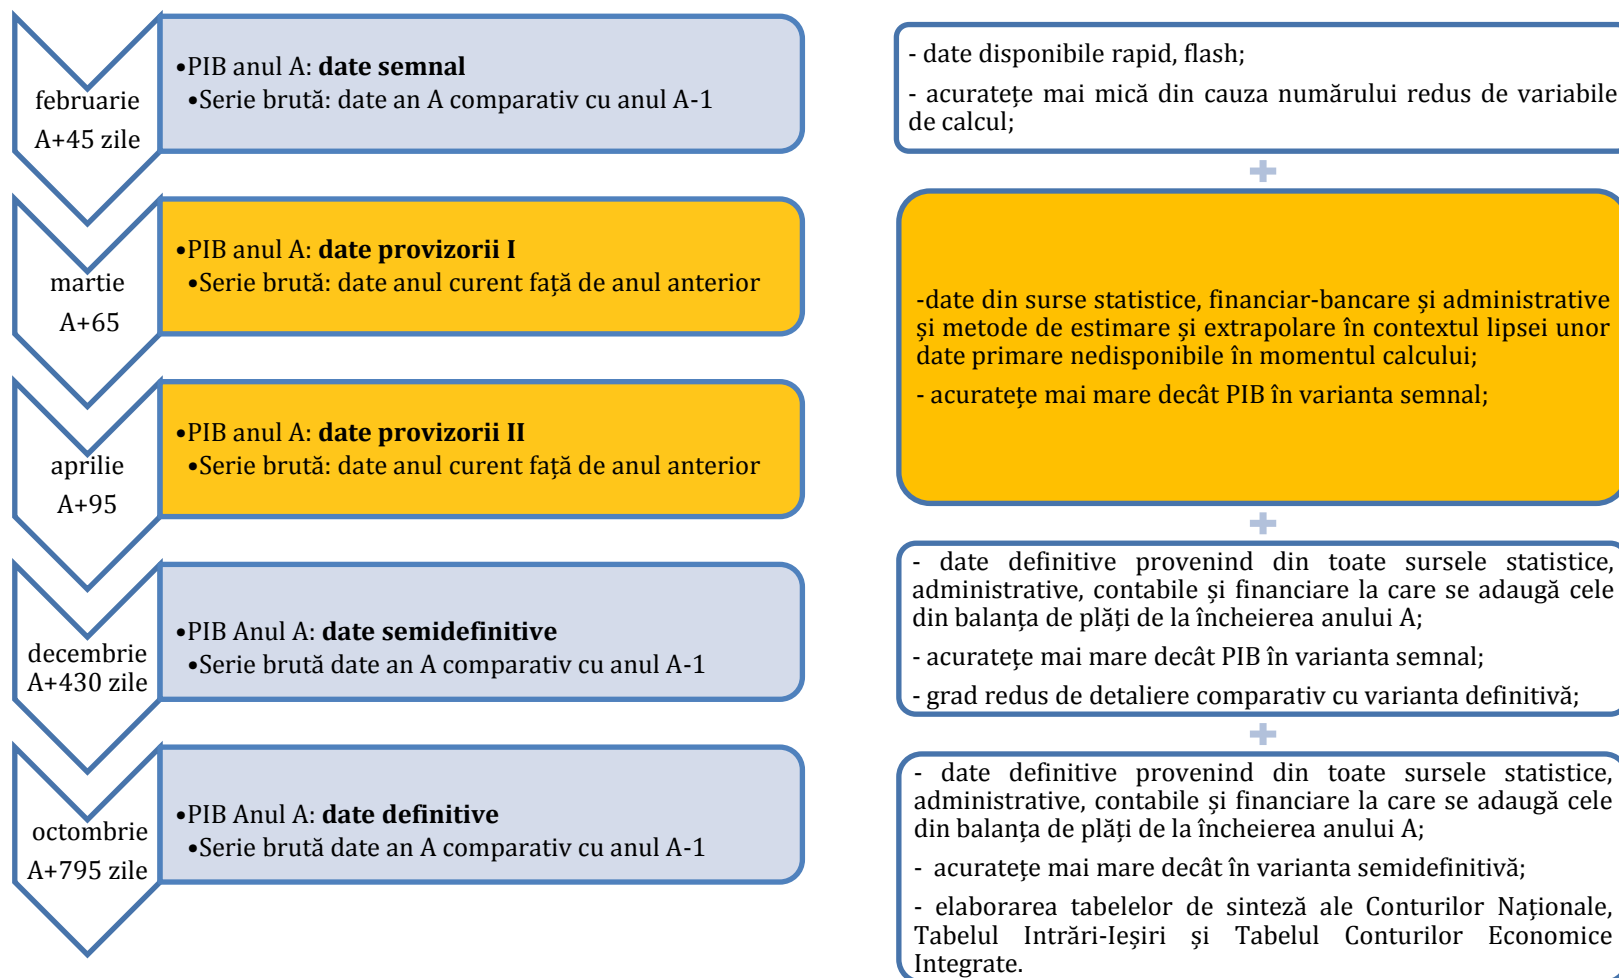 februarie
A+45 zile
•PIB anul A: date semnal
•Serie brută: date an A comparativ cu anul A-1
- date disponibile rapid, flash;
- acuratețe mai mică din cauza numărului redus de variabile
de calcul;
martie
A+65
•PIB anul A: date provizorii I
•Serie brută: date anul curent față de anul anterior
aprilie
A+95
•PIB anul A: date provizorii II
•Serie brută: date anul curent față de anul anterior
-date din surse statistice, financiar-bancare și administrative
și metode de estimare și extrapolare în contextul lipsei unor
date primare nedisponibile în momentul calcului;
- acuratețe mai mare decât PIB în varianta semnal;
decembrie
A+430 zile
•PIB Anul A: date semidefinitive
•Serie brută date an A comparativ cu anul A-1
- date definitive provenind din toate sursele statistice,
administrative, contabile și financiare la care se adaugă cele
din balanța de plăți de la încheierea anului A;
- acuratețe mai mare decât PIB în varianta semnal;
- grad redus de detaliere comparativ cu varianta definitivă;
octombrie
A+795 zile
•PIB Anul A: date definitive
•Serie brută date an A comparativ cu anul A-1
- date definitive provenind din toate sursele statistice,
administrative, contabile și financiare la care se adaugă cele
din balanța de plăți de la încheierea anului A;
- acuratețe mai mare decât în varianta semidefinitivă;
- elaborarea tabelelor de sinteză ale Conturilor Naționale,
Tabelul Intrări-Ieșiri și Tabelul Conturilor Economice
Integrate.